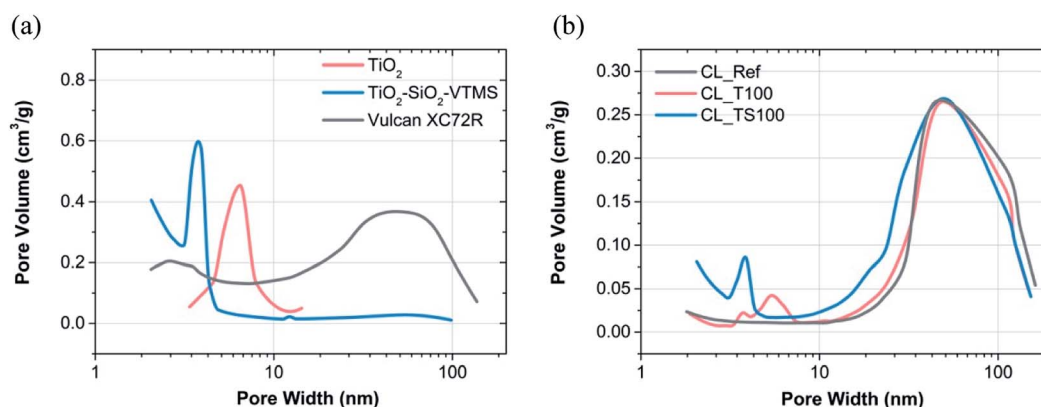 (a)
(b)
Pore Volume (cm³/g)
0.8
0.6
0.4
0.2
0.0
TiO₂
TiO₂-SiO₂-VTMS
Vulcan XC72R
1
10
100
Pore Width (nm)
Pore Volume (cm³/g)
0.30
0.25
0.20
0.15
0.10
0.05
0.00
CL_Ref
CL_T100
CL_TS100
1
10
100
Pore Width (nm)